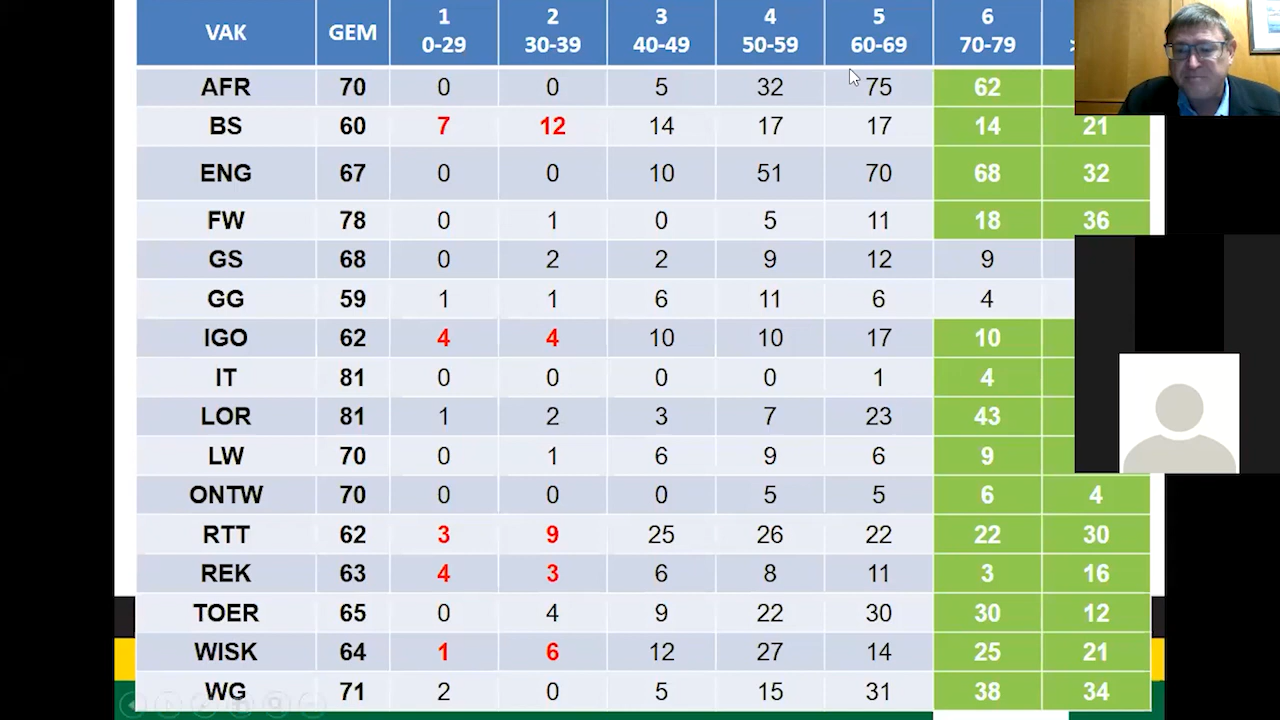 VAK GEM 1 0-29 2 30-39 3 40-49 4 50-59 5 60-69 6 70-79
AFR 70 0 0 5 32 75 62
BS 60 7 12 14 17 17 14 21
ENG 67 0 0 10 51 70 68 32
FW 78 0 1 0 5 11 18 36
GS 68 0 2 2 9 12 9
GG 59 1 1 6 11 6 4
IGO 62 4 4 10 10 17 10
IT 81 0 0 0 0 1 4
LOR 81 1 2 3 7 23 43
LW 70 0 1 6 9 6 9
ONTW 70 0 0 0 5 5 6 4
RTT 62 3 9 25 26 22 22 30
REK 63 4 3 6 8 11 3 16
TOER 65 0 4 9 22 30 30 12
WISK 64 1 6 12 27 14 25 21
WG 71 2 0 5 15 31 38 34